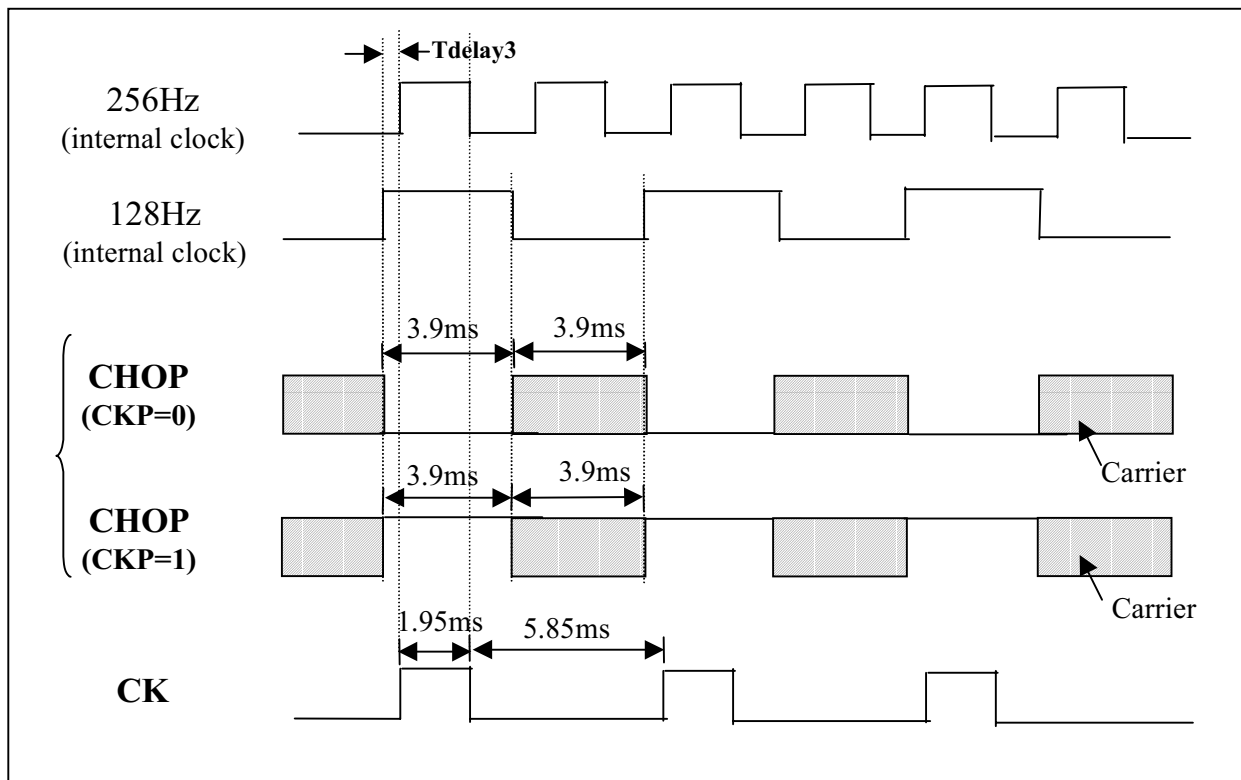 Tdelay3
256Hz
(internal clock)
128Hz
(internal clock)
3.9ms 3.9ms
CHOP
(CKP=0)
Carrier
3.9ms 3.9ms
CHOP
(CKP=1)
Carrier
1.95ms 5.85ms
CK